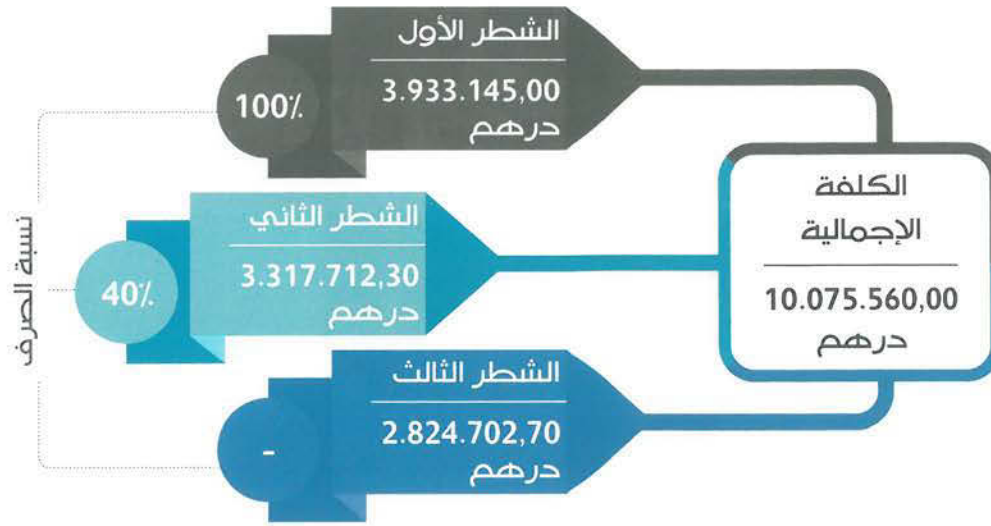 الشطر الأول
3.933.145,00
درهم
100%
الكلفة
الإجمالية
10.075.560,00
درهم
الشطر الثاني
3.317.712,30
درهم
40%
نسبة الصرف
الشطر الثالث
2.824.702,70
درهم
-